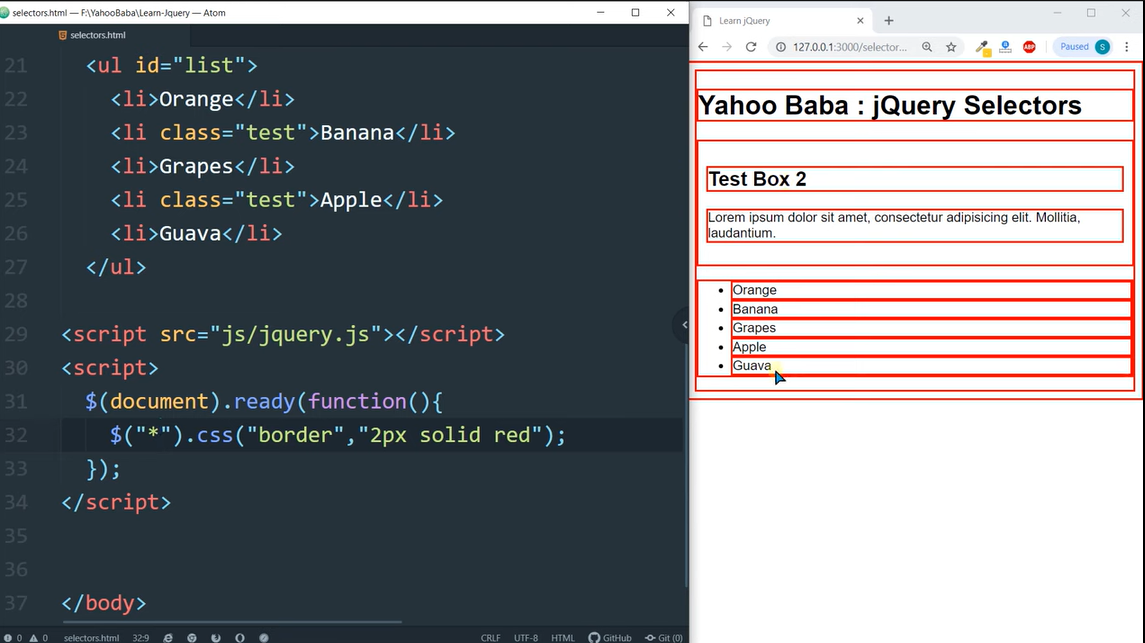 selectors.html — F:\YahooBaba\Learn-Jquery — Atom
selectors.html
21 <ul id="list">
22 <li>Orange</li>
23 <li class="test">Banana</li>
24 <li>Grapes</li>
25 <li class="test">Apple</li>
26 <li>Guava</li>
27 </ul>
28
29 <script src="js/jquery.js"></script>
30 <script>
31 $(document).ready(function(){
32 $("*").css("border","2px solid red");
33 });
34 </script>
35
36
37 </body>
0 0 selectors.html 32:9 CRLF UTF-8 HTML GitHub Git (0)
Learn jQuery
127.0.0.1:3000/selector... ABP Paused S
Yahoo Baba : jQuery Selectors
Test Box 2
Lorem ipsum dolor sit amet, consectetur adipisicing elit. Mollitia,
laudantium.
Orange
Banana
Grapes
Apple
Guava